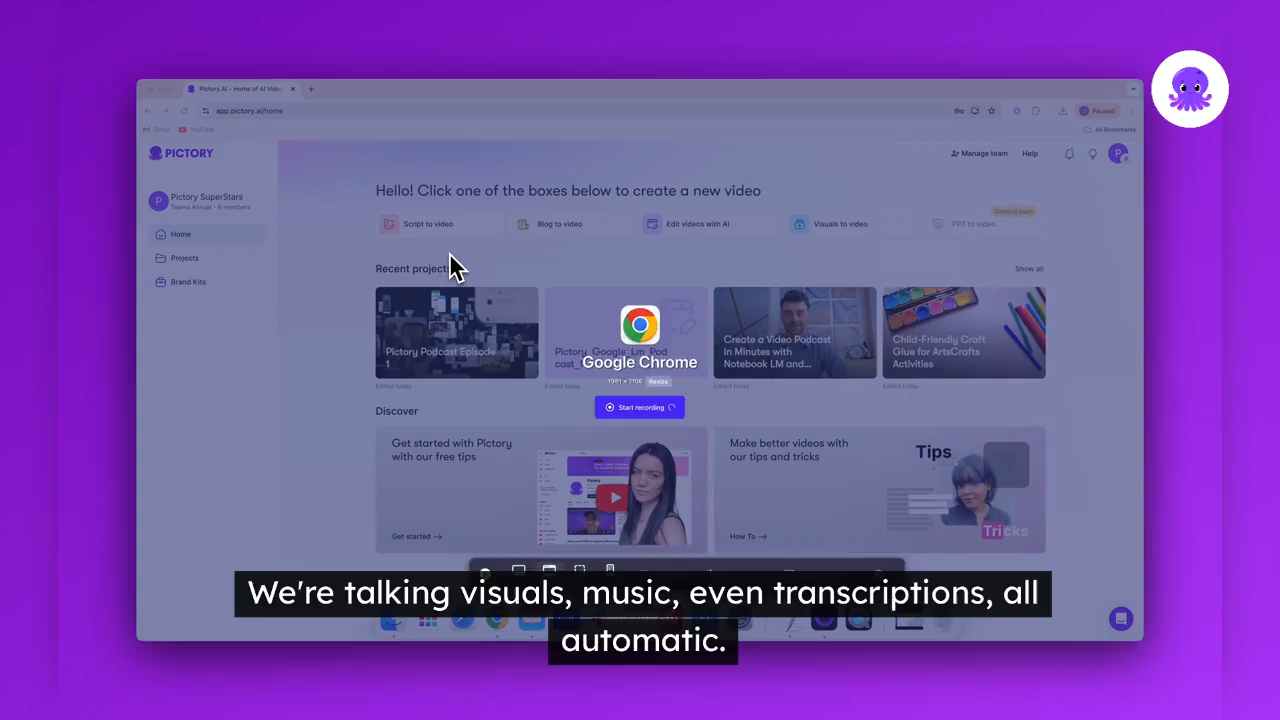 Pictory AI - Home of AI Video
app.pictory.ai/home
Paused
Gmail
YouTube
All Bookmarks
PICTORY
Manage team
Help
P
P
P
Pictory SuperStars
Teams Annual - 6 members
Home
Projects
Brand Kits
Hello! Click one of the boxes below to create a new video
Script to video
Blog to video
Edit videos with AI
Visuals to video
Coming soon
PPT to video
Recent projects
Show all
Pictory Podcast Episode
1
Edited today
Pictory_Google_Lm_Pod
cast_
Edited today
Create a Video Podcast
in Minutes with
Notebook LM and...
Edited today
Child-Friendly Craft
Glue for ArtsCrafts
Activities
Edited today
Google Chrome
1981 x 1106
Resize
Start recording
Discover
Get started with Pictory
with our free tips
Get started →
Make better videos with
our tips and tricks
How To →
Tips
Tricks
We're talking visuals, music, even transcriptions, all
automatic.